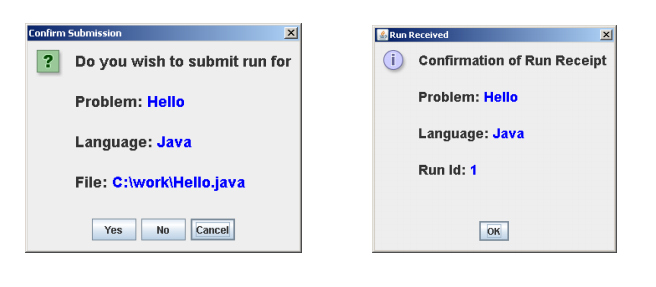 Confirm Submission
?
Do you wish to submit run for
Problem: Hello
Language: Java
File: C:\work\Hello.java
Yes No Cancel
Run Received
i
Confirmation of Run Receipt
Problem: Hello
Language: Java
Run Id: 1
OK